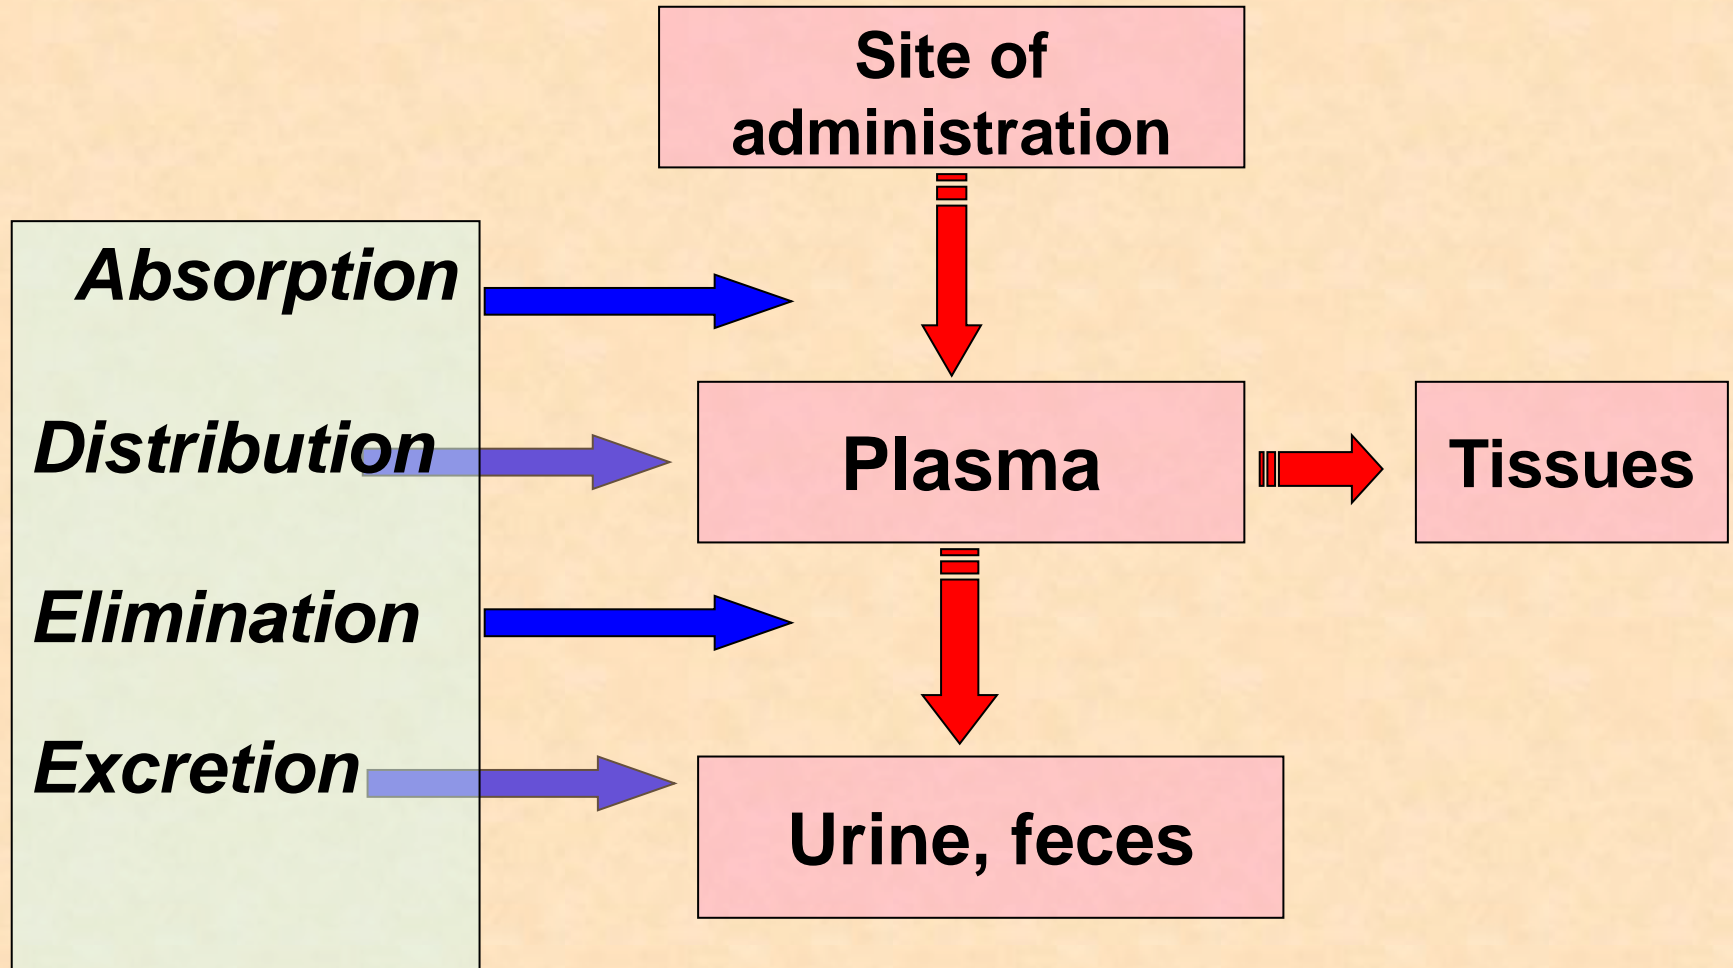 Site of
administration
Absorption
Distribution
Plasma
Tissues
Elimination
Excretion
Urine, feces